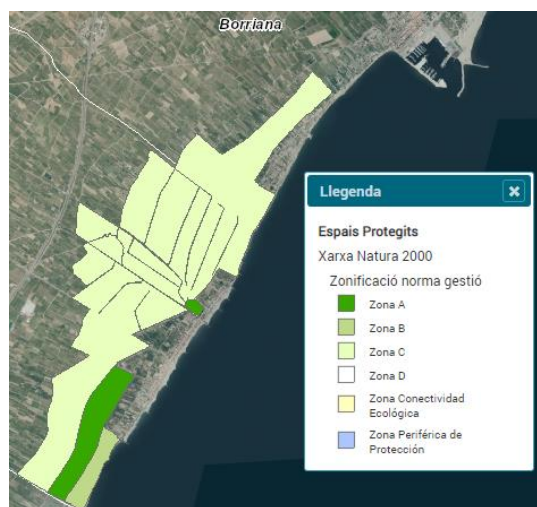 Borriana
Llegenda
Espais Protegits
Xarxa Natura 2000
Zonificació norma gestió
Zona A
Zona B
Zona C
Zona D
Zona Conectividad
Ecológica
Zona Periférica de
Protección